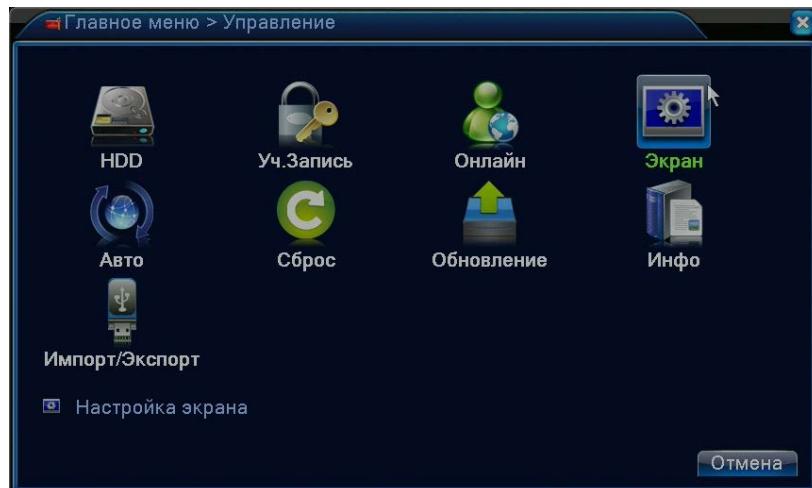 Главное меню > Управление
HDD
Уч.Запись
Онлайн
Экран
Авто
Сброс
Обновление
Инфо
Импорт/Экспорт
Настройка экрана
Отмена